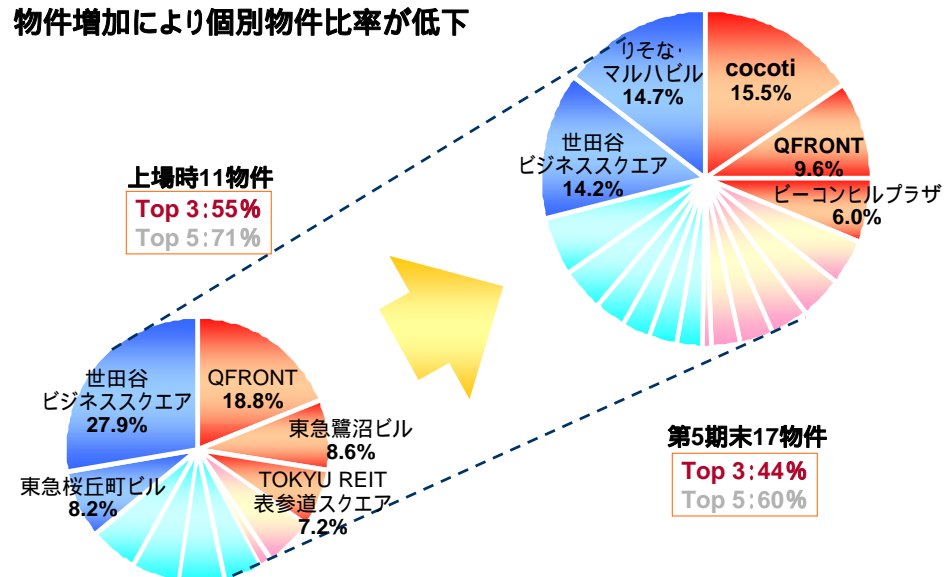 物件増加により個別物件比率が低下
りそな・
マルハビル
14.7%
cocoti
15.5%
世田谷
ビジネススクエア
14.2%
QFRONT
9.6%
ビーコンヒルプラザ
6.0%
上場時11物件
Top 3:55%
Top 5:71%
世田谷
ビジネススクエア
27.9%
QFRONT
18.8%
東急鷺沼ビル
8.6%
東急桜丘町ビル
8.2%
TOKYU REIT
表参道スクエア
7.2%
第5期末17物件
Top 3:44%
Top 5:60%